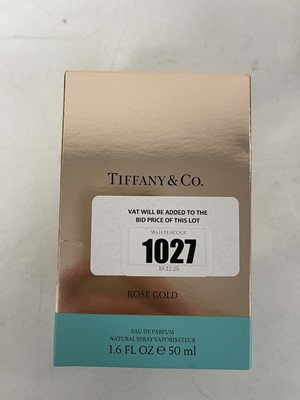 TIFFANY & CO.
VAT WILL BE ADDED TO THE
BID PRICE OF THIS LOT
W&H PEACOCK
1027
18.12.25
ROSE GOLD
EAU DE PARFUM
NATURAL SPRAY VAPORISATEUR
1.6 FL OZ e 50 ml